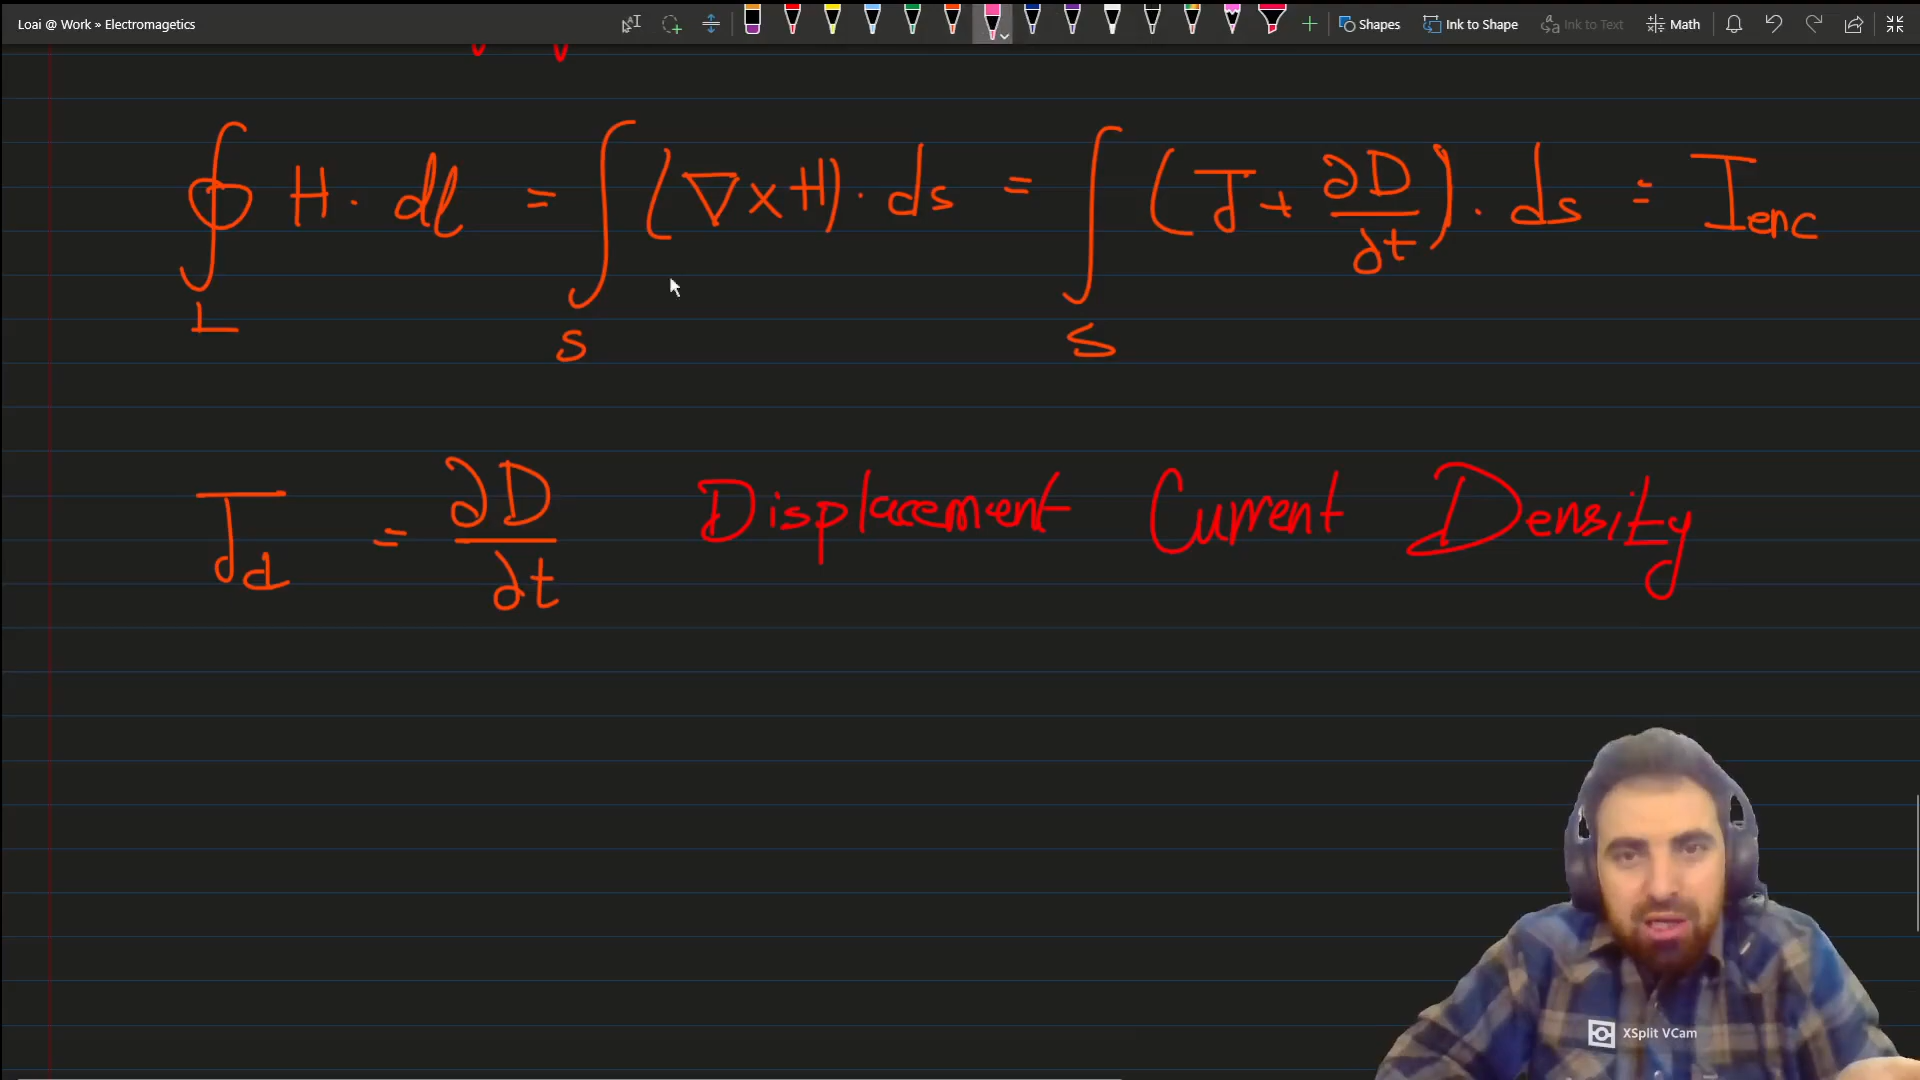 Loai @ Work » Electromagetics
Shapes
Ink to Shape
Ink to Text
Math
∮ H · dl = ∫ (∇ x H) · ds = ∫ (J + ∂D/∂t) · ds = Ienc
L S S
Jd = ∂D/∂t Displacement Current Density
XSplit VCam